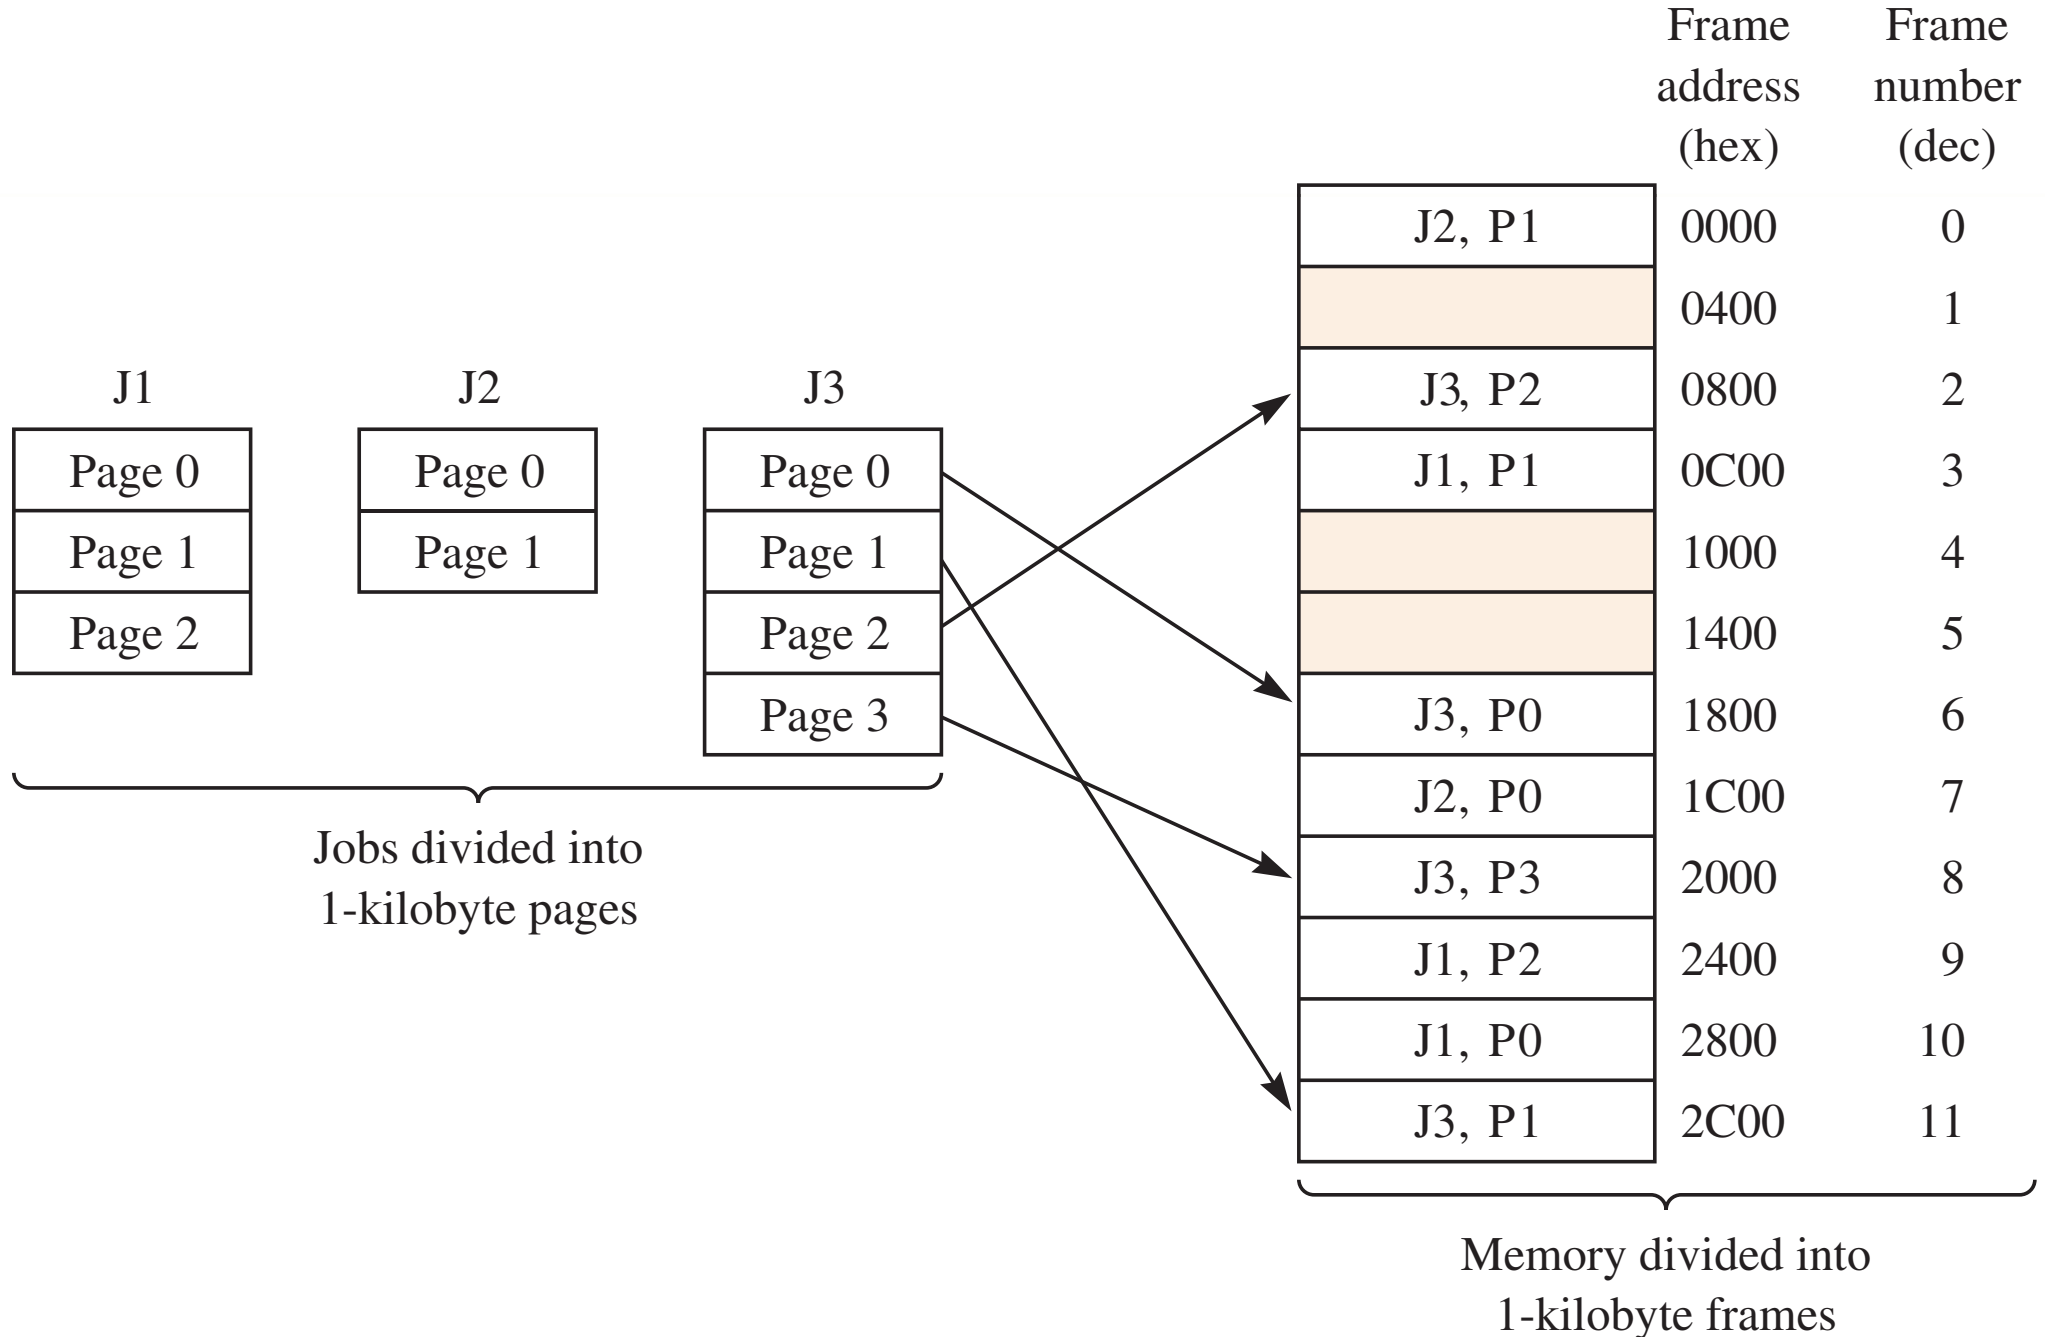 Frame address (hex)
Frame number (dec)
J2, P1 0000 0
0400 1
J3, P2 0800 2
J1, P1 0C00 3
1000 4
1400 5
J3, P0 1800 6
J2, P0 1C00 7
J3, P3 2000 8
J1, P2 2400 9
J1, P0 2800 10
J3, P1 2C00 11
J1
Page 0
Page 1
Page 2
J2
Page 0
Page 1
J3
Page 0
Page 1
Page 2
Page 3
Jobs divided into
1-kilobyte pages
Memory divided into
1-kilobyte frames